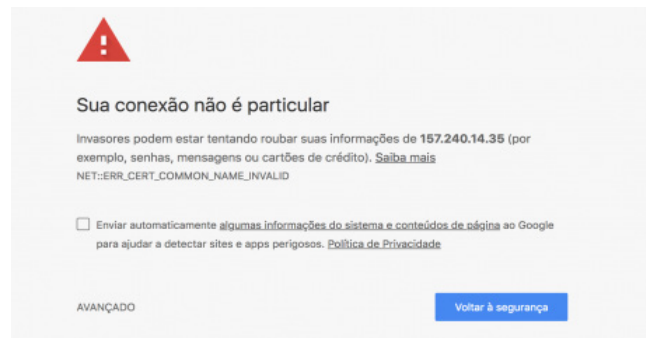 Sua conexão não é particular
Invasores podem estar tentando roubar suas informações de 157.240.14.35 (por
exemplo, senhas, mensagens ou cartões de crédito). Saiba mais
NET::ERR_CERT_COMMON_NAME_INVALID
Enviar automaticamente algumas informações do sistema e conteúdos de página ao Google
para ajudar a detectar sites e apps perigosos. Política de Privacidade
AVANÇADO
Voltar à segurança